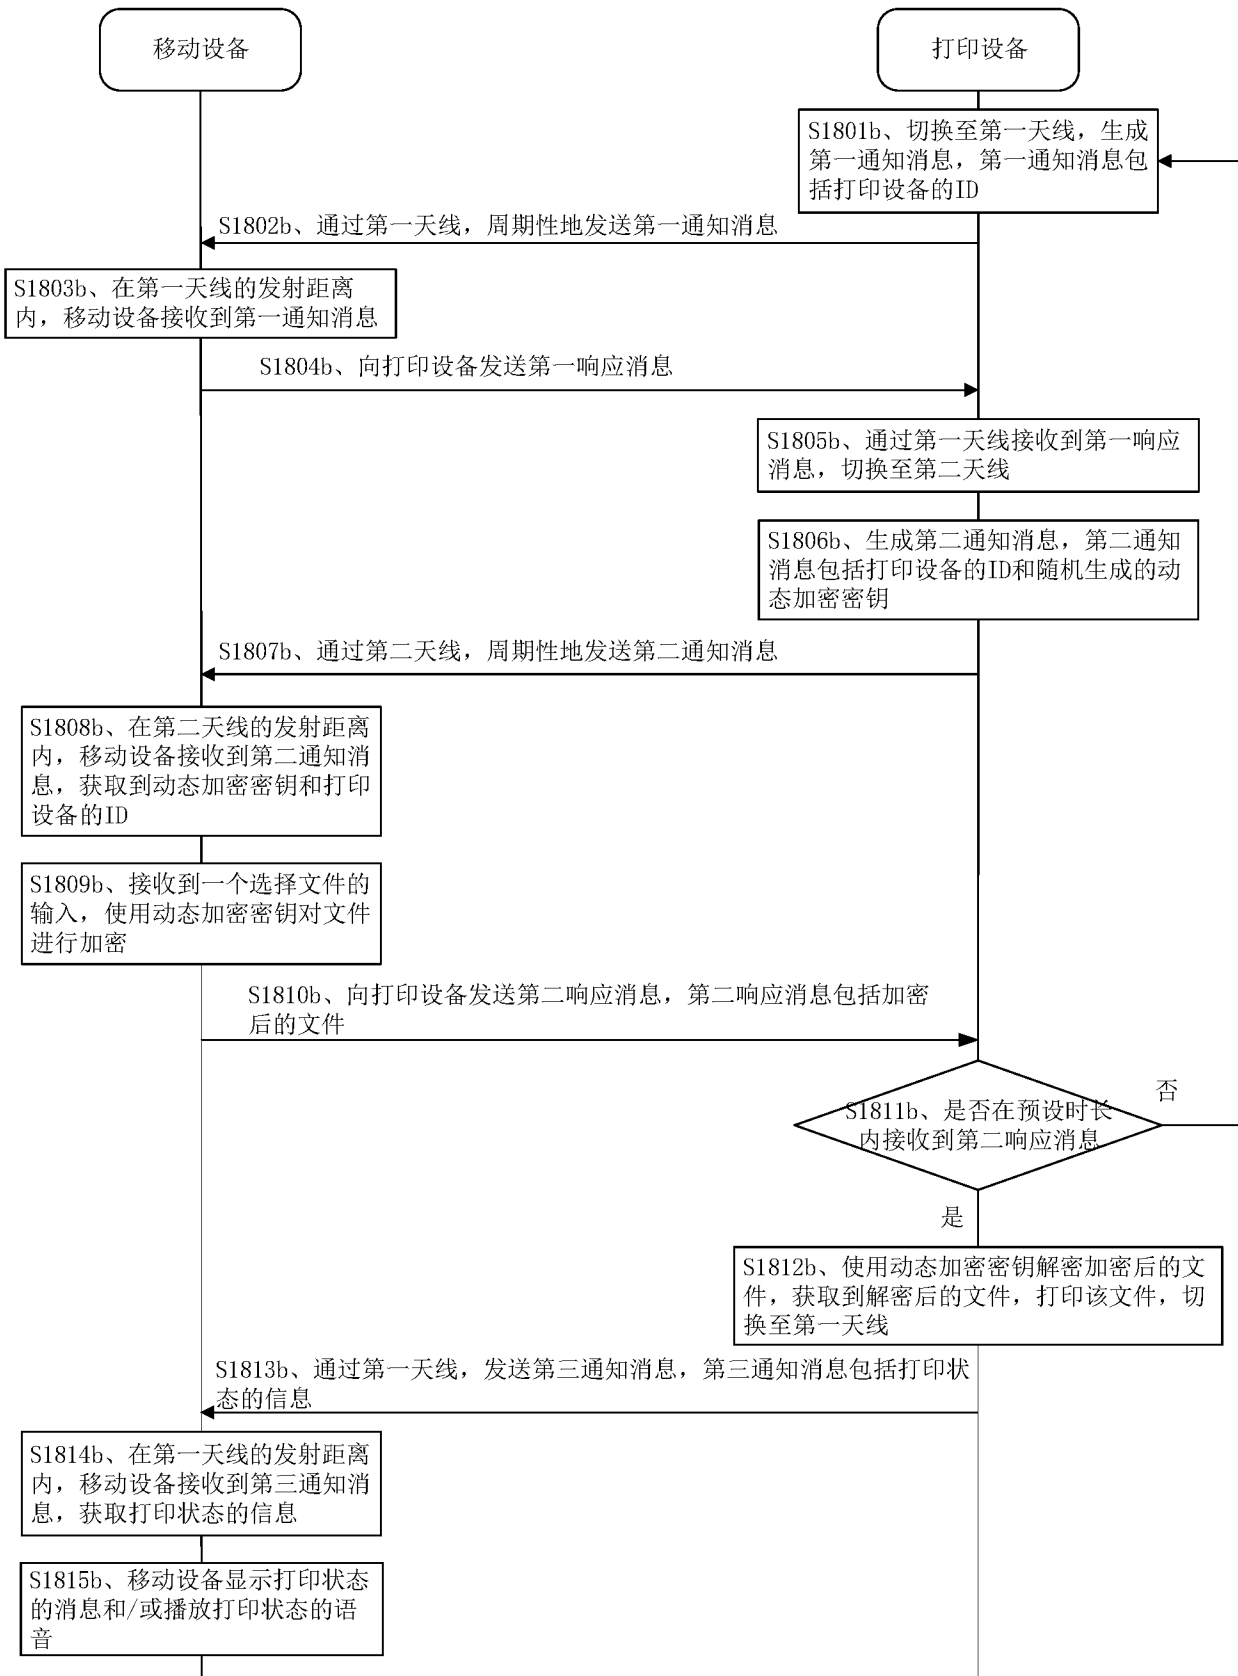 移动设备
打印设备
S1801b、切换至第一天线，生成
第一通知消息，第一通知消息包
括打印设备的ID
S1802b、通过第一天线，周期性地发送第一通知消息
S1803b、在第一天线的发射距离
内，移动设备接收到第一通知消息
S1804b、向打印设备发送第一响应消息
S1805b、通过第一天线接收到第一响应
消息，切换至第二天线
S1806b、生成第二通知消息，第二通知
消息包括打印设备的ID和随机生成的动
态加密密钥
S1807b、通过第二天线，周期性地发送第二通知消息
S1808b、在第二天线的发射距离
内，移动设备接收到第二通知消
息，获取到动态加密密钥和打印
设备的ID
S1809b、接收到一个选择文件的
输入，使用动态加密密钥对文件
进行加密
S1810b、向打印设备发送第二响应消息，第二响应消息包括加密
后的文件
S1811b、是否在预设时长
内接收到第二响应消息
否
是
S1812b、使用动态加密密钥解密加密后的文
件，获取到解密后的文件，打印该文件，切
换至第一天线
S1813b、通过第一天线，发送第三通知消息，第三通知消息包括打印状
态的信息
S1814b、在第一天线的发射距离
内，移动设备接收到第三通知消
息，获取打印状态的信息
S1815b、移动设备显示打印状态
的消息和/或播放打印状态的语
音